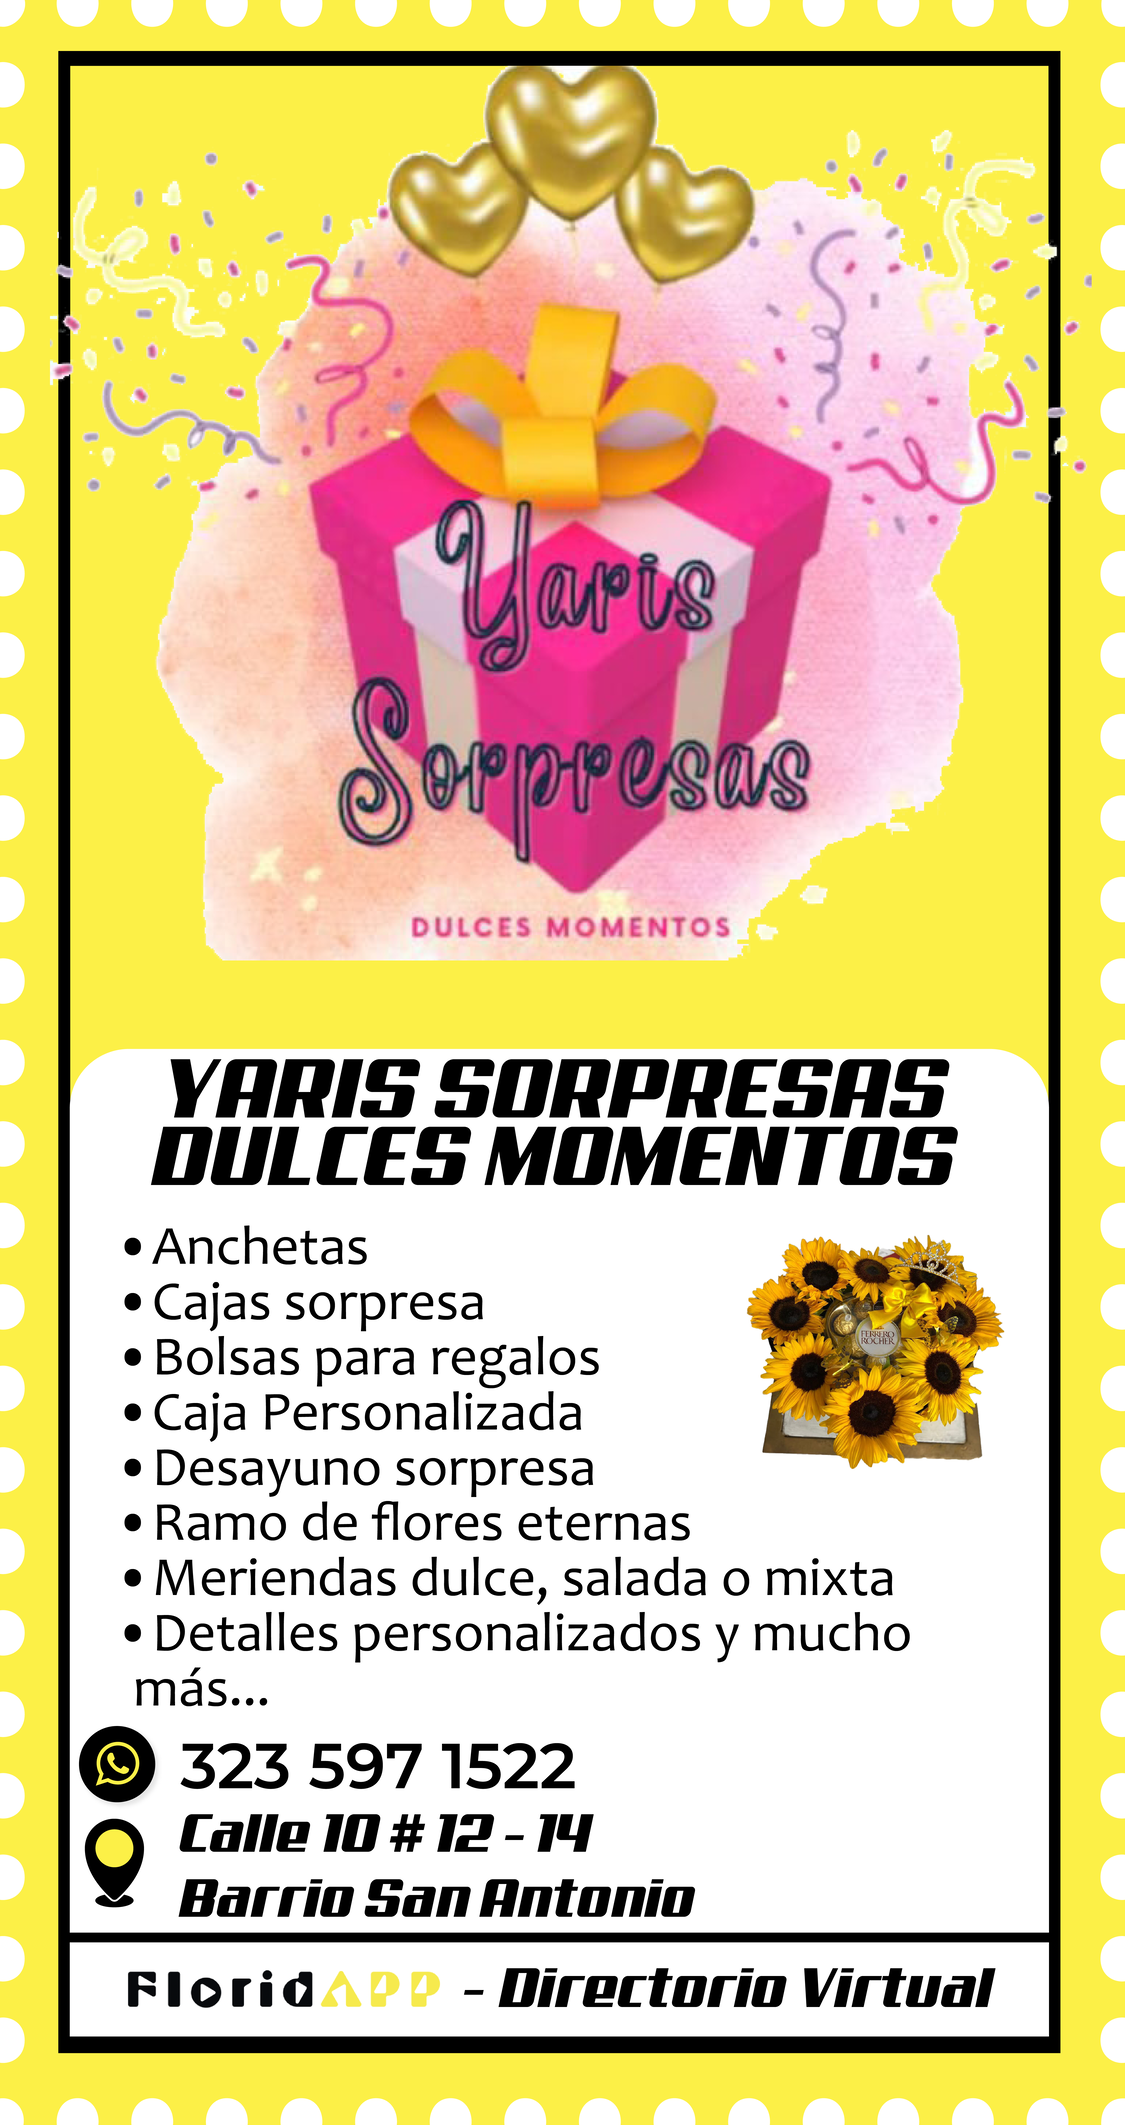 Yaris
Sorpresas
DULCES MOMENTOS
YARIS SORPRESAS
DULCES MOMENTOS
• Anchetas
• Cajas sorpresa
• Bolsas para regalos
• Caja Personalizada
• Desayuno sorpresa
• Ramo de flores eternas
• Meriendas dulce, salada o mixta
• Detalles personalizados y mucho
más...
FERRERO
ROCHER
323 597 1522
Calle 10 # 12 - 14
Barrio San Antonio
FloridAPP - Directorio Virtual